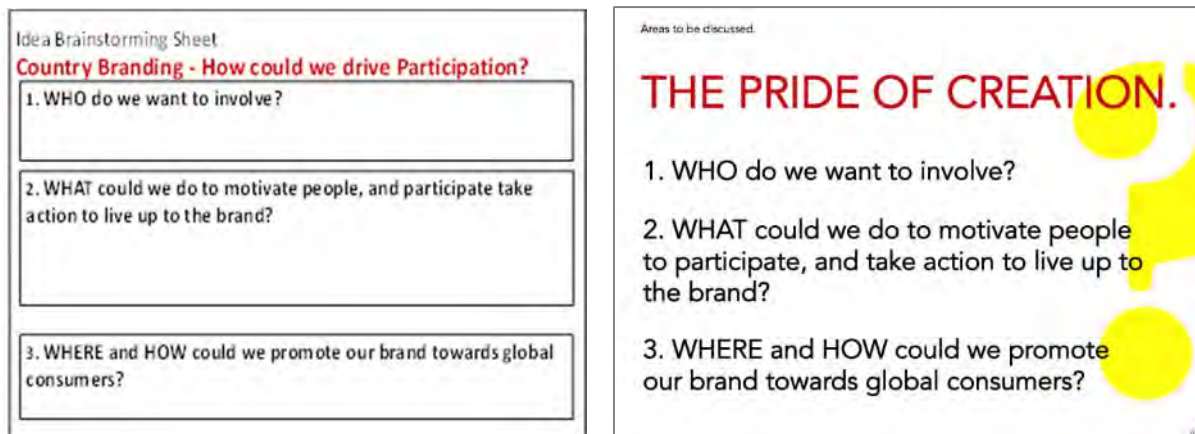 Idea Brainstorming Sheet
Country Branding - How could we drive Participation?
1. WHO do we want to involve?
2. WHAT could we do to motivate people, and participate take
action to live up to the brand?
3. WHERE and HOW could we promote our brand towards global
consumers?
Areas to be discussed.
THE PRIDE OF CREATION.
1. WHO do we want to involve?
2. WHAT could we do to motivate people
to participate, and take action to live up to
the brand?
3. WHERE and HOW could we promote
our brand towards global consumers?